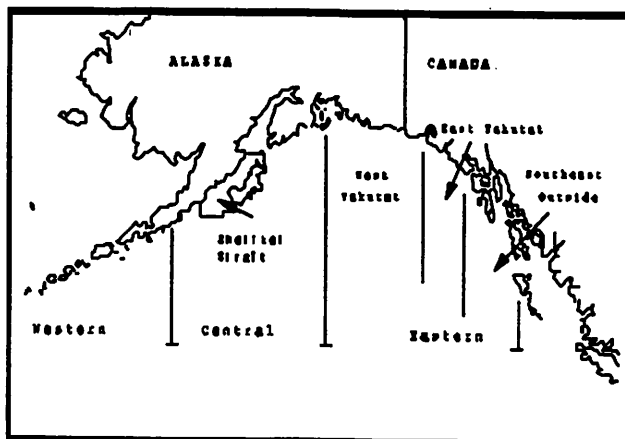 ALASKA
CANADA
East Yakutat
West
Yakutat
Southeast
Outside
Shelikof
Strait
Western
Central
Eastern